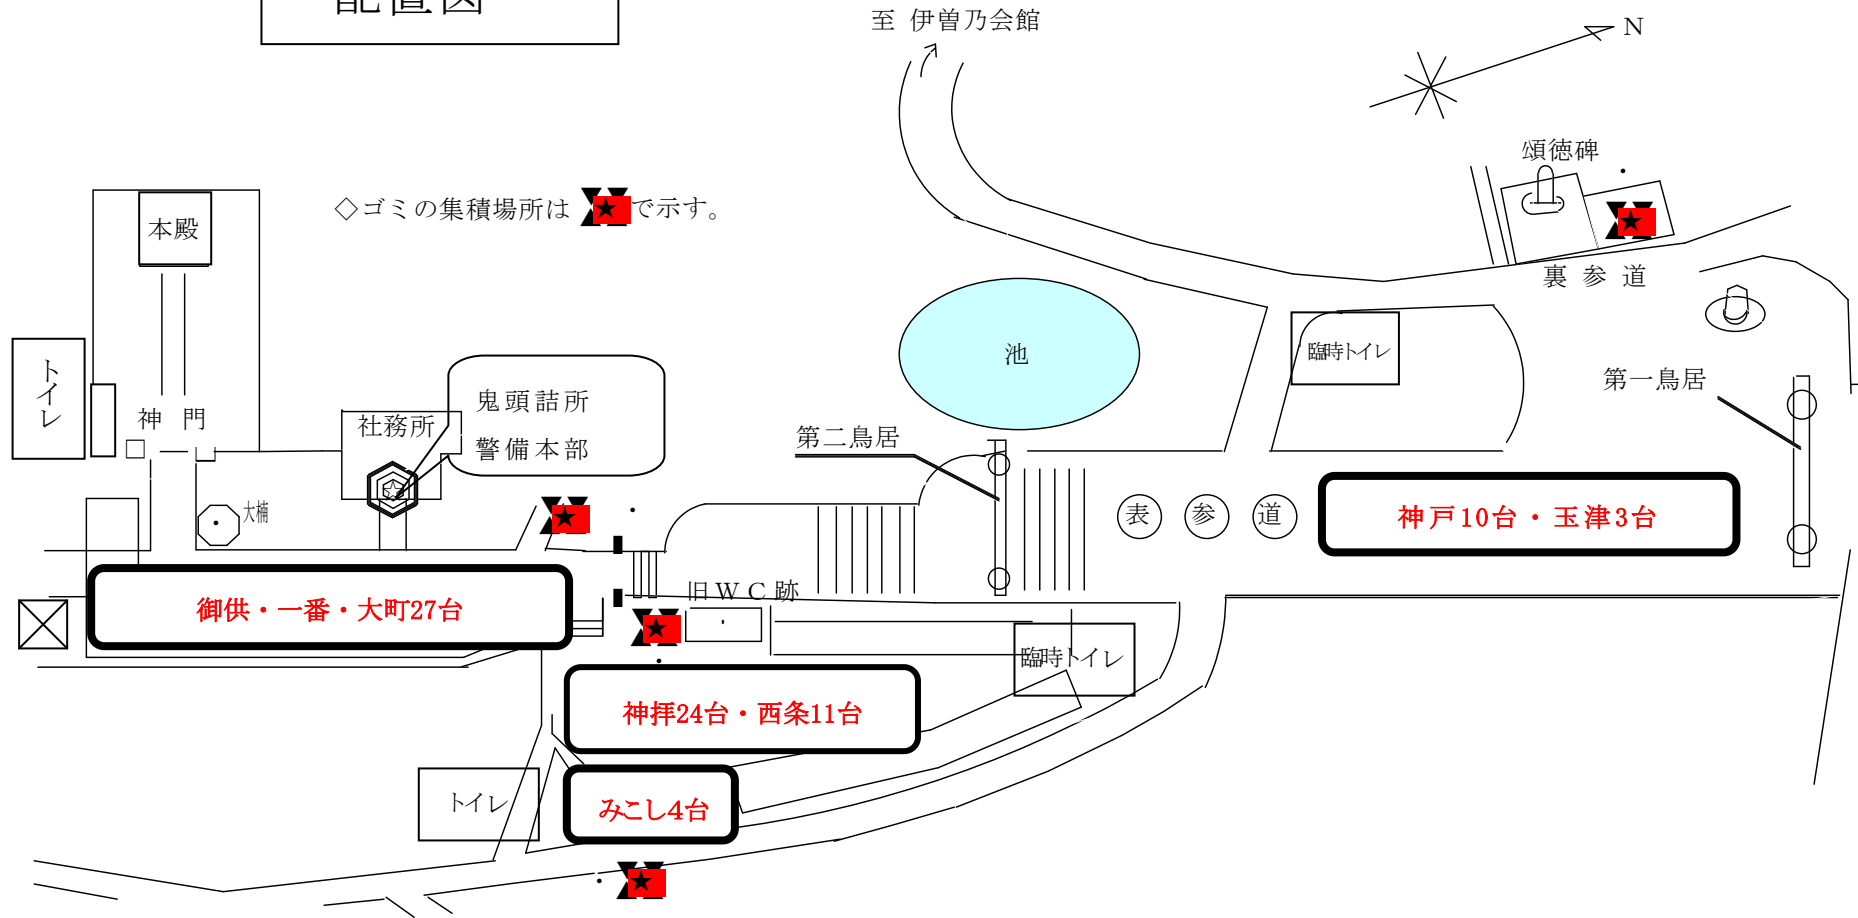 配置図
至 伊曽乃会館
N
頌徳碑
◇ゴミの集積場所は★で示す。
本殿
裏参道
池
臨時トイレ
トイレ
第一鳥居
鬼頭詰所
警備本部
神門
社務所
第二鳥居
大楠
表参道
神戸10台・玉津3台
旧WC跡
御供・一番・大町27台
臨時トイレ
神拝24台・西条11台
トイレ
みこし4台